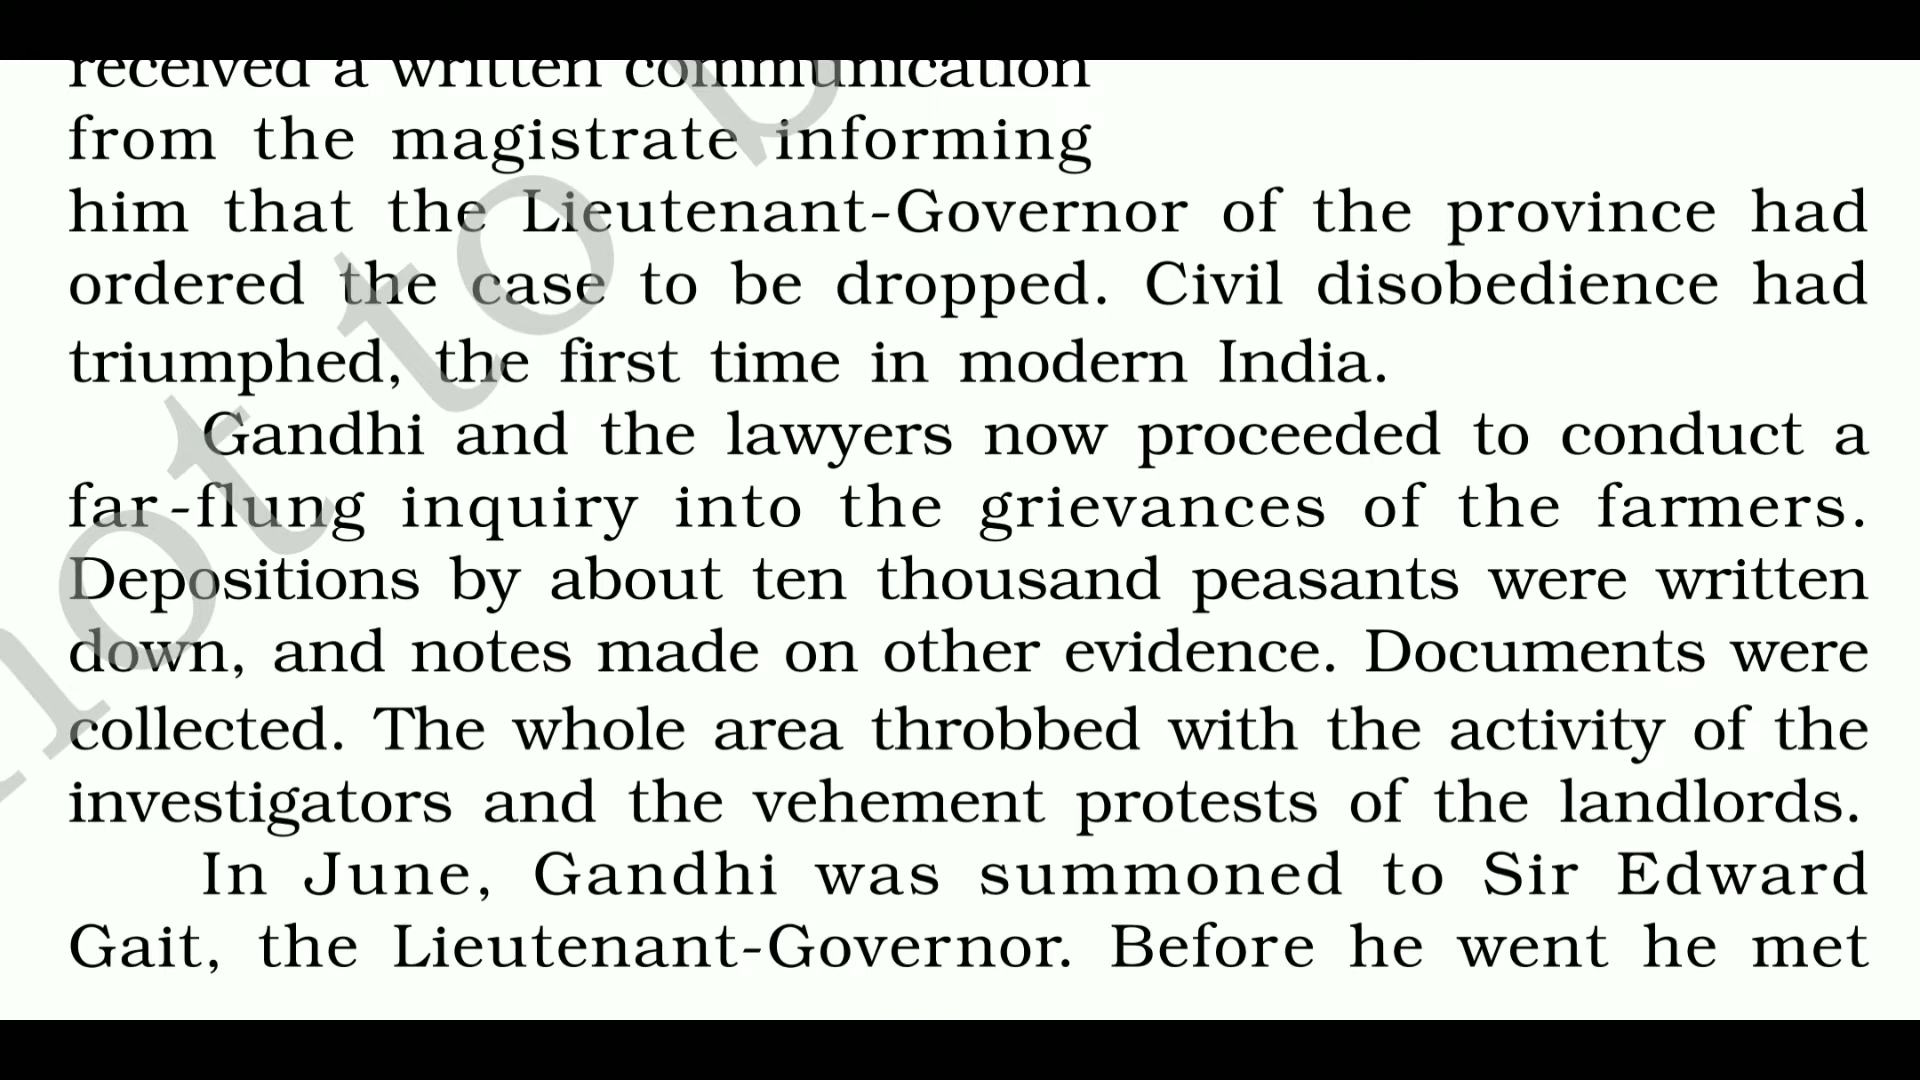 received a written communication
from the magistrate informing
him that the Lieutenant-Governor of the province had
ordered the case to be dropped. Civil disobedience had
triumphed, the first time in modern India.
Gandhi and the lawyers now proceeded to conduct a
far-flung inquiry into the grievances of the farmers.
Depositions by about ten thousand peasants were written
down, and notes made on other evidence. Documents were
collected. The whole area throbbed with the activity of the
investigators and the vehement protests of the landlords.
In June, Gandhi was summoned to Sir Edward
Gait, the Lieutenant-Governor. Before he went he met
not to b